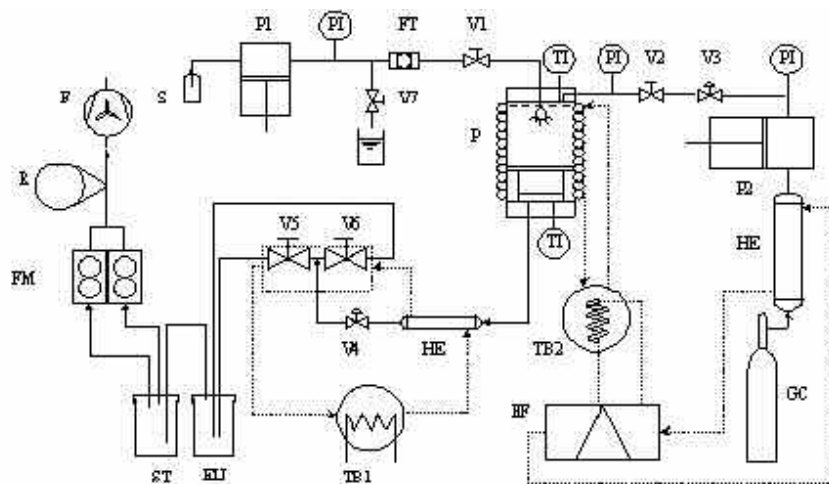 P1 PI FT V1
TI PI V2 V3 PI
F S V7
P
R P2
V5 V6
TI HE
FM
V4 HE TB2
GC
HF
ST EU TB1